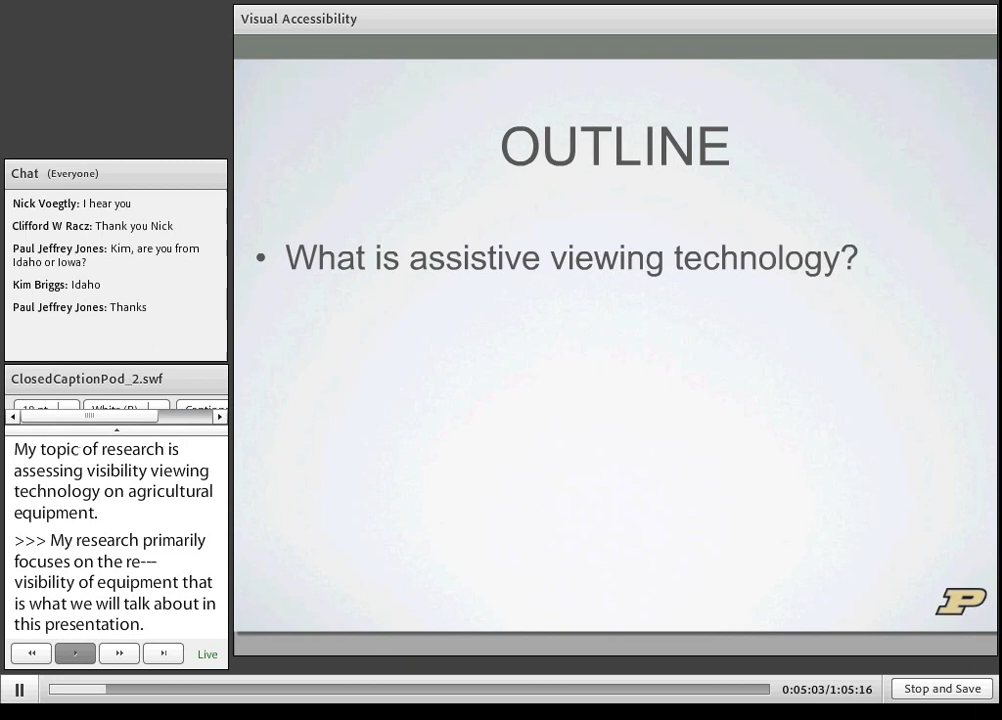 Visual Accessibility
OUTLINE
• What is assistive viewing technology?
Chat (Everyone)
Nick Voegtly: I hear you
Clifford W Racz: Thank you Nick
Paul Jeffrey Jones: Kim, are you from
Idaho or Iowa?
Kim Briggs: Idaho
Paul Jeffrey Jones: Thanks
ClosedCaptionPod_2.swf
My topic of research is
assessing visibility viewing
technology on agricultural
equipment.
>>> My research primarily
focuses on the re---
visibility of equipment that
is what we will talk about in
this presentation.
Live
0:05:03/1:05:16
Stop and Save